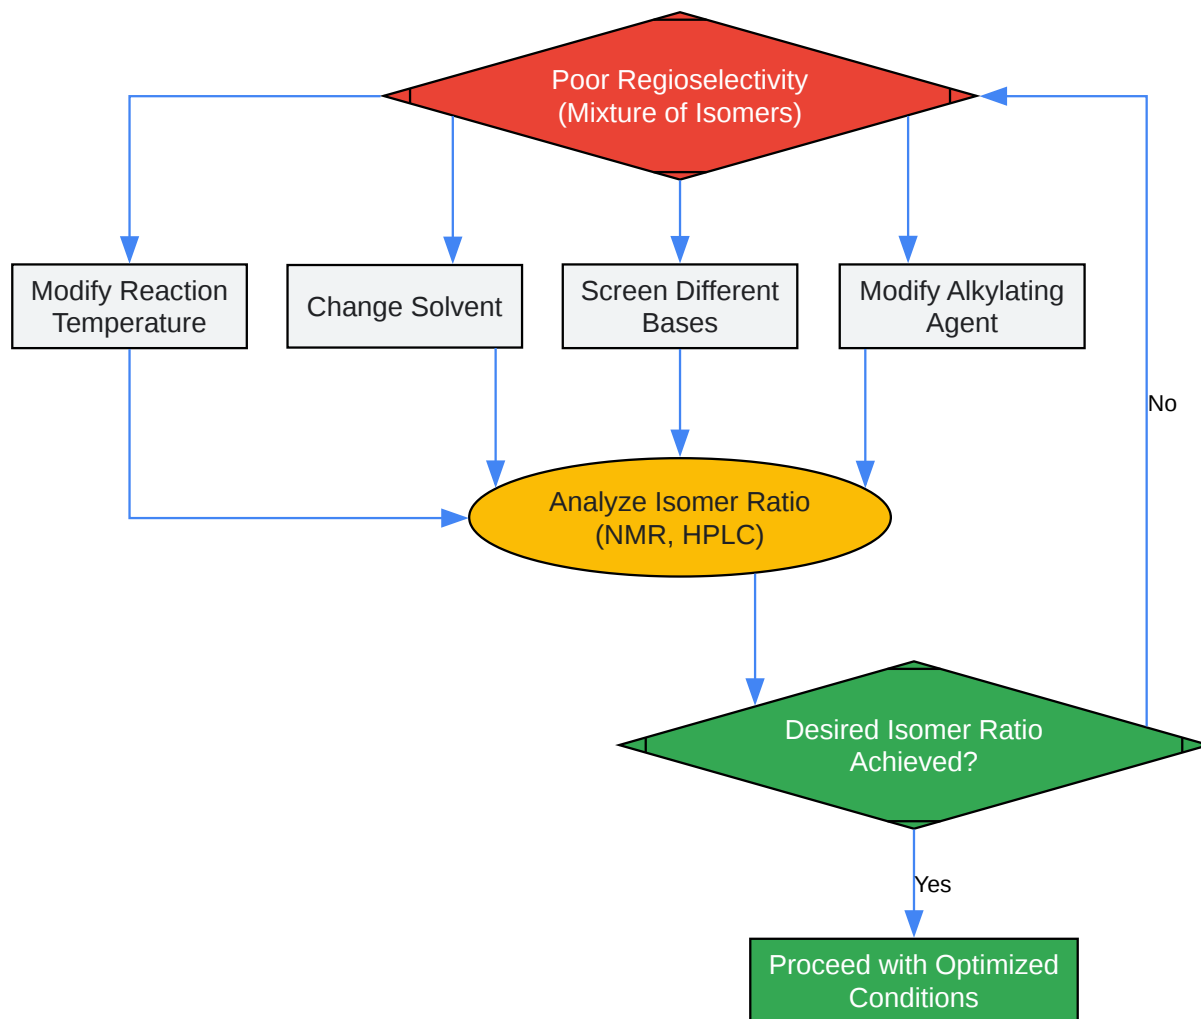 Poor Regioselectivity
(Mixture of Isomers)
Modify Reaction
Temperature
Change Solvent
Screen Different
Bases
Modify Alkylating
Agent
No
Analyze Isomer Ratio
(NMR, HPLC)
Desired Isomer Ratio
Achieved?
Yes
Proceed with Optimized
Conditions